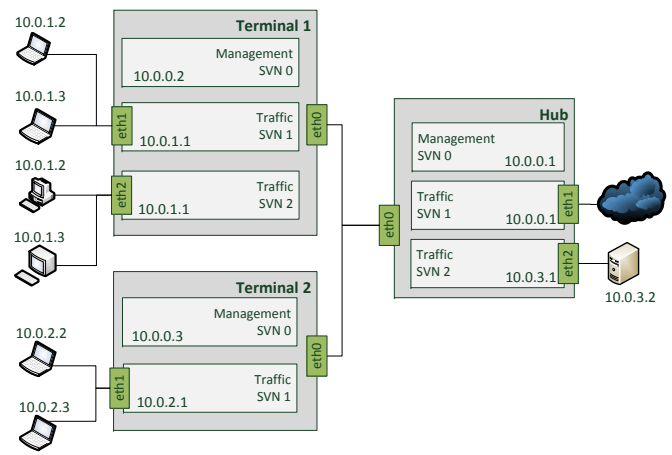 10.0.1.2
10.0.1.3
10.0.1.2
10.0.1.3
Terminal 1
Management
SVN 0
10.0.0.2
eth1
Traffic
SVN 1
10.0.1.1
eth0
eth2
Traffic
SVN 2
10.0.1.1
Terminal 2
Management
SVN 0
10.0.0.3
eth0
10.0.2.2
10.0.2.3
eth1
Traffic
SVN 1
10.0.2.1
Hub
Management
SVN 0
10.0.0.1
eth0
Traffic
SVN 1
10.0.0.1
eth1
Traffic
SVN 2
10.0.3.1
eth2
10.0.3.2